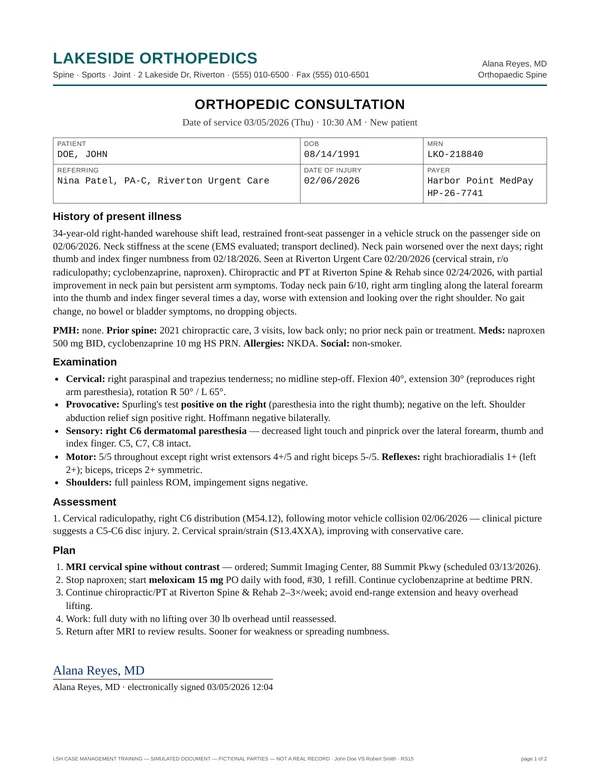 LAKESIDE ORTHOPEDICS
Spine · Sports · Joint · 2 Lakeside Dr, Riverton · (555) 010-6500 · Fax (555) 010-6501
Alana Reyes, MD
Orthopaedic Spine
ORTHOPEDIC CONSULTATION
Date of service 03/05/2026 (Thu) · 10:30 AM · New patient
PATIENT
DOE, JOHN
DOB
08/14/1991
MRN
LKO-218840
REFERRING
Nina Patel, PA-C, Riverton Urgent Care
DATE OF INJURY
02/06/2026
PAYER
Harbor Point MedPay
HP-26-7741
History of present illness
34-year-old right-handed warehouse shift lead, restrained front-seat passenger in a vehicle struck on the passenger side on
02/06/2026. Neck stiffness at the scene (EMS evaluated; transport declined). Neck pain worsened over the next days; right
thumb and index finger numbness from 02/18/2026. Seen at Riverton Urgent Care 02/20/2026 (cervical strain, r/o
radiculopathy; cyclobenzaprine, naproxen). Chiropractic and PT at Riverton Spine & Rehab since 02/24/2026, with partial
improvement in neck pain but persistent arm symptoms. Today neck pain 6/10, right arm tingling along the lateral forearm
into the thumb and index finger several times a day, worse with extension and looking over the right shoulder. No gait
change, no bowel or bladder symptoms, no dropping objects.
PMH: none. Prior spine: 2021 chiropractic care, 3 visits, low back only; no prior neck pain or treatment. Meds: naproxen
500 mg BID, cyclobenzaprine 10 mg HS PRN. Allergies: NKDA. Social: non-smoker.
Examination
• Cervical: right paraspinal and trapezius tenderness; no midline step-off. Flexion 40°, extension 30° (reproduces right
arm paresthesia), rotation R 50° / L 65°.
• Provocative: Spurling's test positive on the right (paresthesia into the right thumb); negative on the left. Shoulder
abduction relief sign positive right. Hoffmann negative bilaterally.
• Sensory: right C6 dermatomal paresthesia — decreased light touch and pinprick over the lateral forearm, thumb and
index finger. C5, C7, C8 intact.
• Motor: 5/5 throughout except right wrist extensors 4+/5 and right biceps 5-/5. Reflexes: right brachioradialis 1+ (left
2+); biceps, triceps 2+ symmetric.
• Shoulders: full painless ROM, impingement signs negative.
Assessment
1. Cervical radiculopathy, right C6 distribution (M54.12), following motor vehicle collision 02/06/2026 — clinical picture
suggests a C5-C6 disc injury. 2. Cervical sprain/strain (S13.4XXA), improving with conservative care.
Plan
1. MRI cervical spine without contrast — ordered; Summit Imaging Center, 88 Summit Pkwy (scheduled 03/13/2026).
2. Stop naproxen; start meloxicam 15 mg PO daily with food, #30, 1 refill. Continue cyclobenzaprine at bedtime PRN.
3. Continue chiropractic/PT at Riverton Spine & Rehab 2–3×/week; avoid end-range extension and heavy overhead
lifting.
4. Work: full duty with no lifting over 30 lb overhead until reassessed.
5. Return after MRI to review results. Sooner for weakness or spreading numbness.
Alana Reyes, MD
Alana Reyes, MD · electronically signed 03/05/2026 12:04
LSH CASE MANAGEMENT TRAINING — SIMULATED DOCUMENT — FICTIONAL PARTIES — NOT A REAL RECORD · John Doe VS Robert Smith · RS15
page 1 of 2